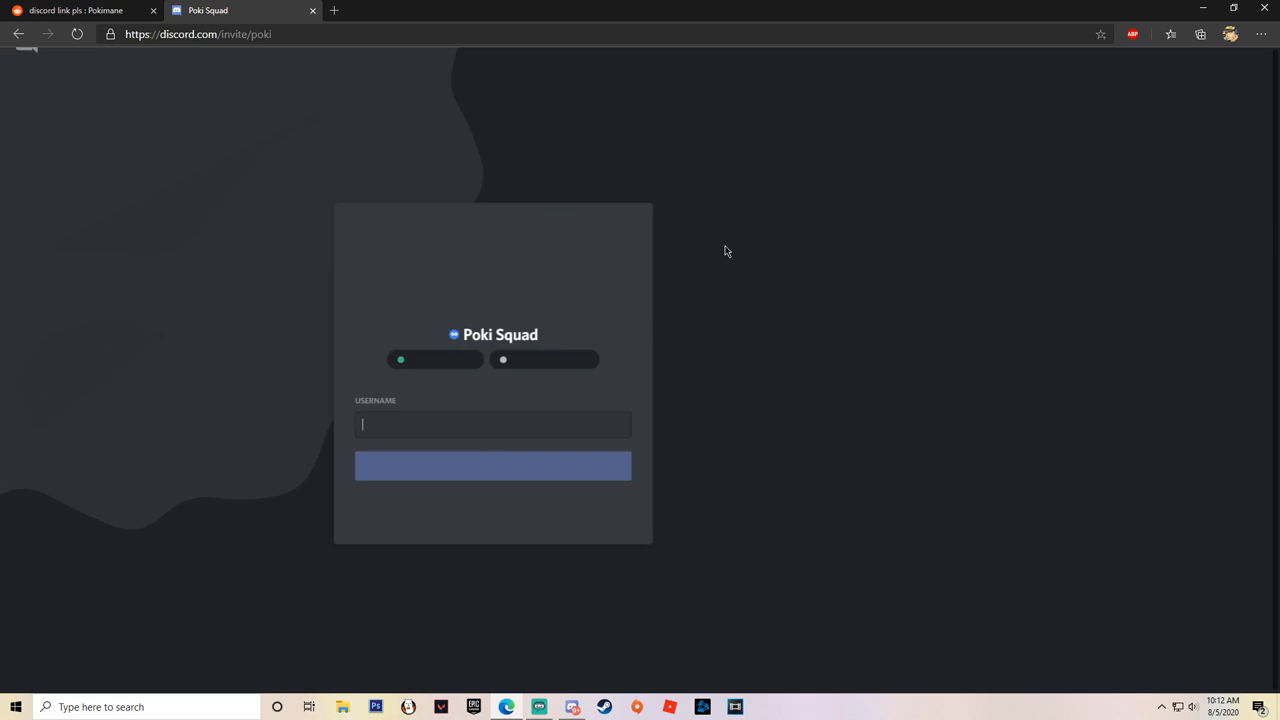 discord link pls : Pokimane
Poki Squad
https://discord.com/invite/poki
ABP
Poki Squad
USERNAME
Type here to search
Ps
EPIC
10:12 AM
8/5/2020
2